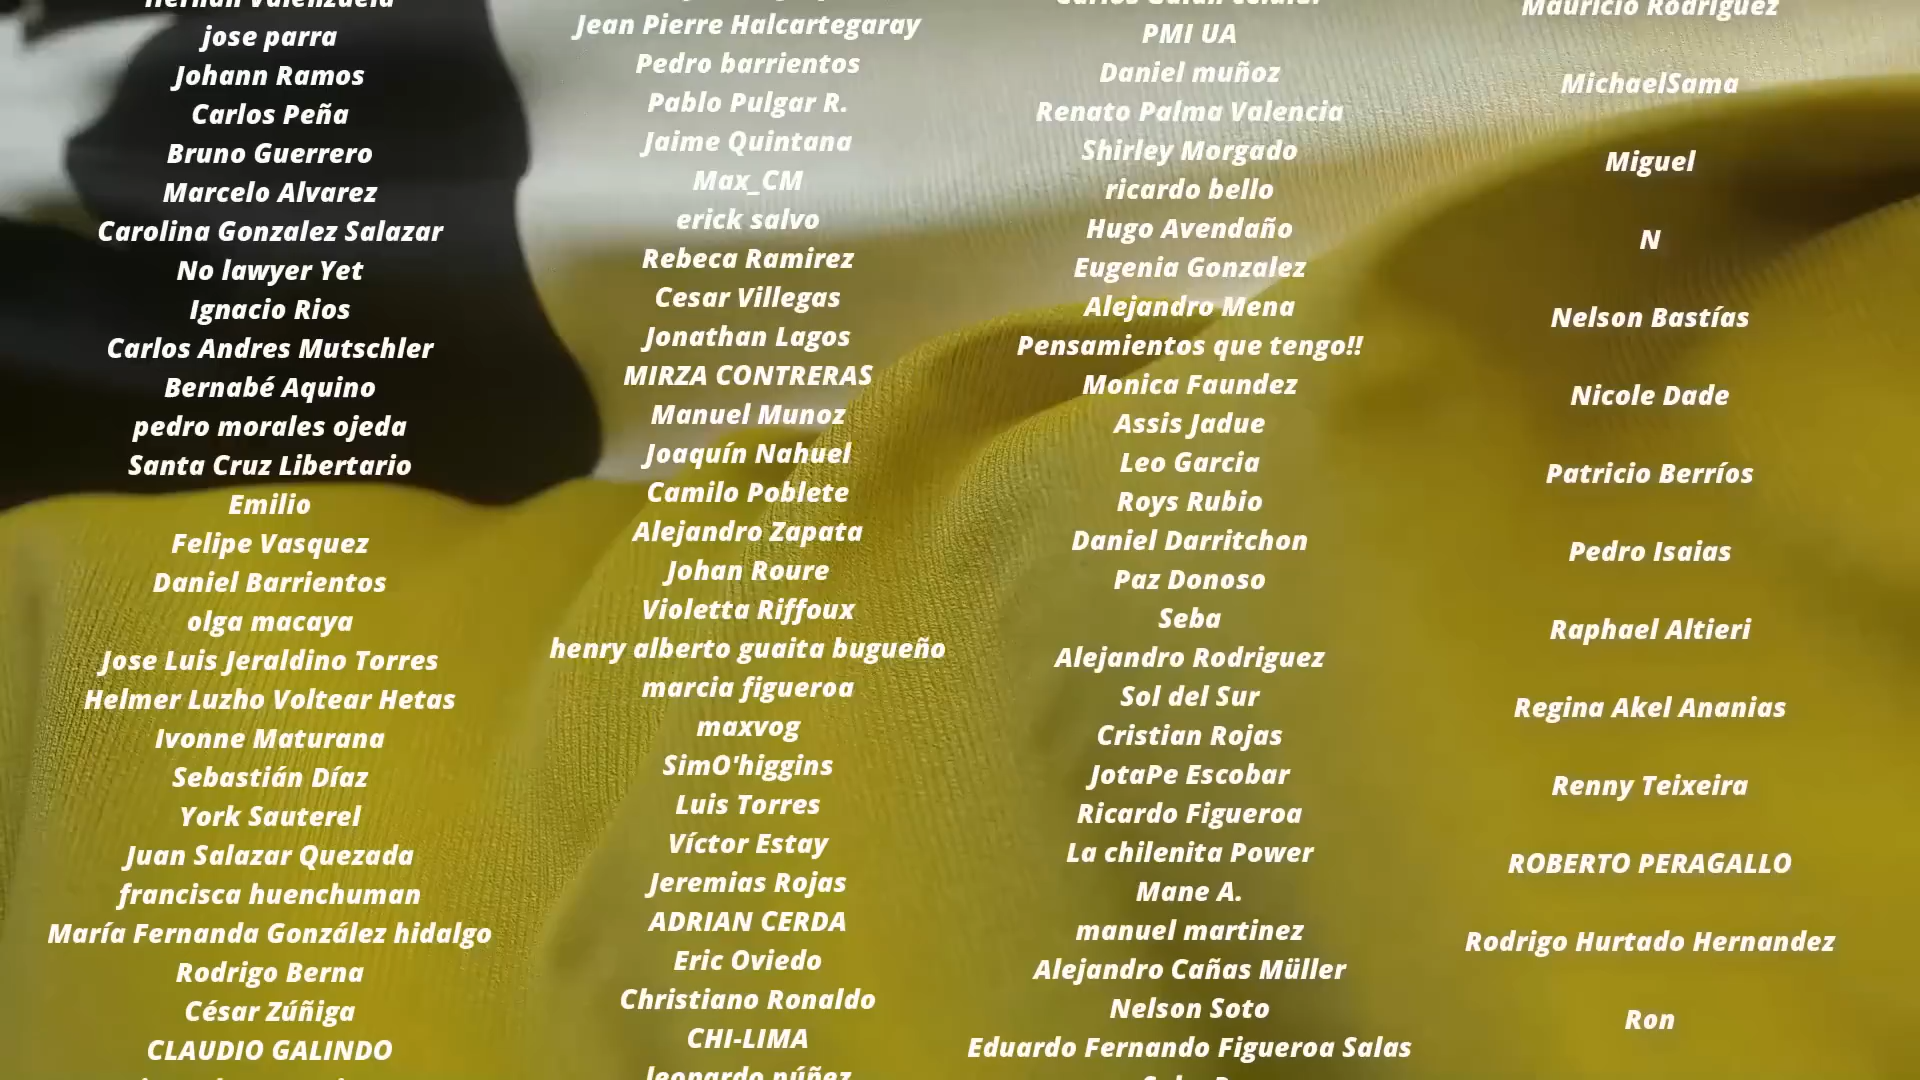 Hernan Valenzuela
jose parra
Johann Ramos
Carlos Peña
Bruno Guerrero
Marcelo Alvarez
Carolina Gonzalez Salazar
No lawyer Yet
Ignacio Rios
Carlos Andres Mutschler
Bernabé Aquino
pedro morales ojeda
Santa Cruz Libertario
Emilio
Felipe Vasquez
Daniel Barrientos
olga macaya
Jose Luis Jeraldino Torres
Helmer Luzho Voltear Hetas
Ivonne Maturana
Sebastián Díaz
York Sauterel
Juan Salazar Quezada
francisca huenchuman
María Fernanda González hidalgo
Rodrigo Berna
César Zúñiga
CLAUDIO GALINDO
Jean Pierre Halcartegaray
Pedro barrientos
Pablo Pulgar R.
Jaime Quintana
Max_CM
erick salvo
Rebeca Ramirez
Cesar Villegas
Jonathan Lagos
MIRZA CONTRERAS
Manuel Munoz
Joaquín Nahuel
Camilo Poblete
Alejandro Zapata
Johan Roure
Violetta Riffoux
henry alberto guaita bugueño
marcia figueroa
maxvog
SimO'higgins
Luis Torres
Víctor Estay
Jeremias Rojas
ADRIAN CERDA
Eric Oviedo
Christiano Ronaldo
CHI-LIMA
leopardo núñez
PMI UA
Daniel muñoz
Renato Palma Valencia
Shirley Morgado
ricardo bello
Hugo Avendaño
Eugenia Gonzalez
Alejandro Mena
Pensamientos que tengo!!
Monica Faundez
Assis Jadue
Leo Garcia
Roys Rubio
Daniel Darritchon
Paz Donoso
Seba
Alejandro Rodriguez
Sol del Sur
Cristian Rojas
JotaPe Escobar
Ricardo Figueroa
La chilenita Power
Mane A.
manuel martinez
Alejandro Cañas Müller
Nelson Soto
Eduardo Fernando Figueroa Salas
Mauricio Rodriguez
MichaelSama
Miguel
N
Nelson Bastías
Nicole Dade
Patricio Berríos
Pedro Isaias
Raphael Altieri
Regina Akel Ananias
Renny Teixeira
ROBERTO PERAGALLO
Rodrigo Hurtado Hernandez
Ron